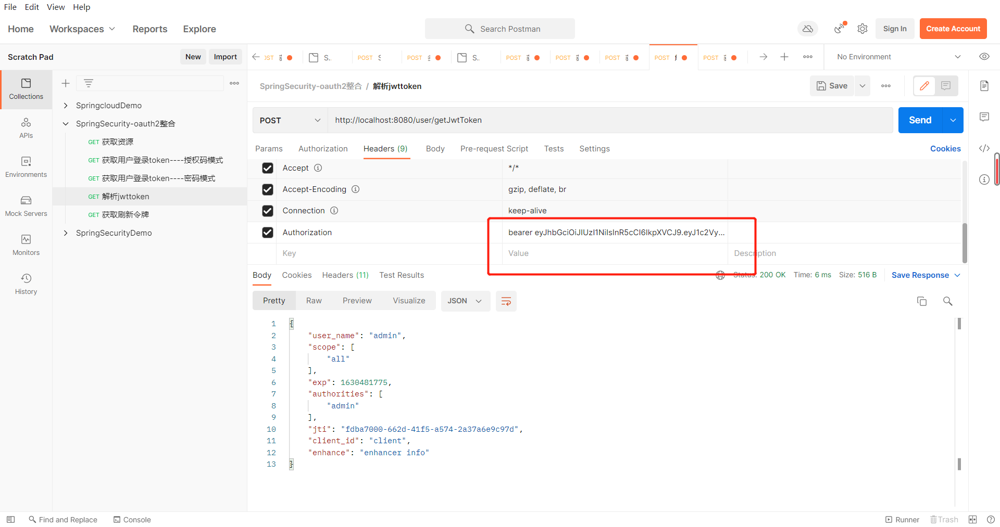 File Edit View Help
Home Workspaces Reports Explore
Search Postman
Sign In Create Account
Scratch Pad New Import
POST
S..
POST S
POST
S..
POST
POST
POST
POST
POST
No Environment
Collections
APIs
Environments
Mock Servers
Monitors
History
SpringcloudDemo
SpringSecurity-oauth2整合
GET 获取资源
GET 获取用户登录token----授权码模式
GET 获取用户登录token----密码模式
GET 解析jwttoken
GET 获取刷新令牌
SpringSecurityDemo
SpringSecurity-oauth2整合 / 解析jwttoken
Save
POST http://localhost:8080/user/getJwtToken
Send
Params Authorization Headers (9) Body Pre-request Script Tests Settings
Cookies
Accept */*
Accept-Encoding gzip, deflate, br
Connection keep-alive
Authorization bearer eyJhbGciOiJIUzI1NiIsInR5cCI6IkpXVCJ9.eyJ1c2Vy...
Key Value Description
Body Cookies Headers (11) Test Results
Status: 200 OK Time: 6 ms Size: 516 B Save Response
Pretty Raw Preview Visualize JSON
1 {
2 "user_name": "admin",
3 "scope": [
4 "all"
5 ],
6 "exp": 1630481775,
7 "authorities": [
8 "admin"
9 ],
10 "jti": "fdba7000-662d-41f5-a574-2a37a6e9c97d",
11 "client_id": "client",
12 "enhance": "enhancer info"
13 }
Find and Replace Console
Runner Trash